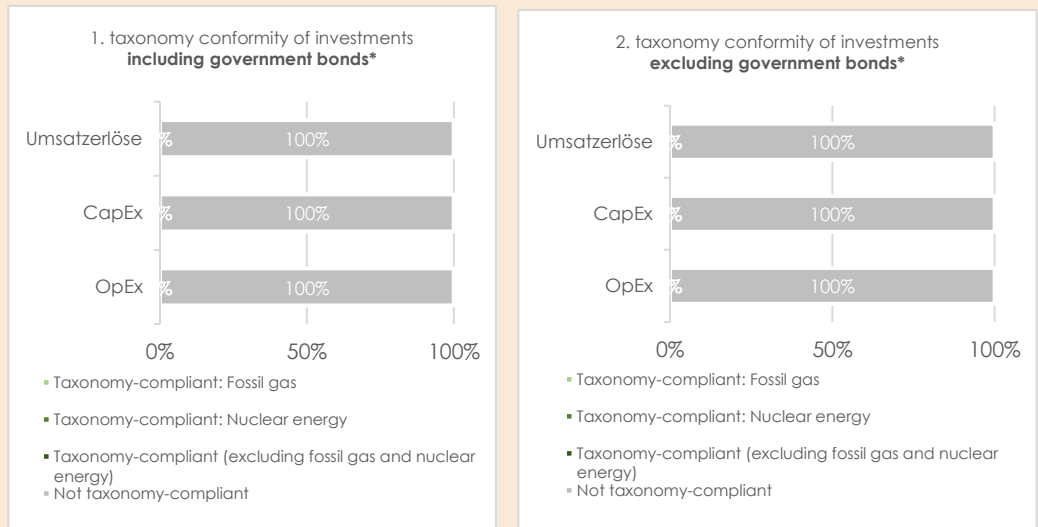 1. taxonomy conformity of investments
including government bonds*
Umsatzerlöse
%
100%
CapEx
%
100%
OpEx
%
100%
0%
50%
100%
Taxonomy-compliant: Fossil gas
Taxonomy-compliant: Nuclear energy
Taxonomy-compliant (excluding fossil gas and nuclear
energy)
Not taxonomy-compliant
2. taxonomy conformity of investments
excluding government bonds*
Umsatzerlöse
%
100%
CapEx
%
100%
OpEx
%
100%
0%
50%
100%
Taxonomy-compliant: Fossil gas
Taxonomy-compliant: Nuclear energy
Taxonomy-compliant (excluding fossil gas and nuclear
energy)
Not taxonomy-compliant